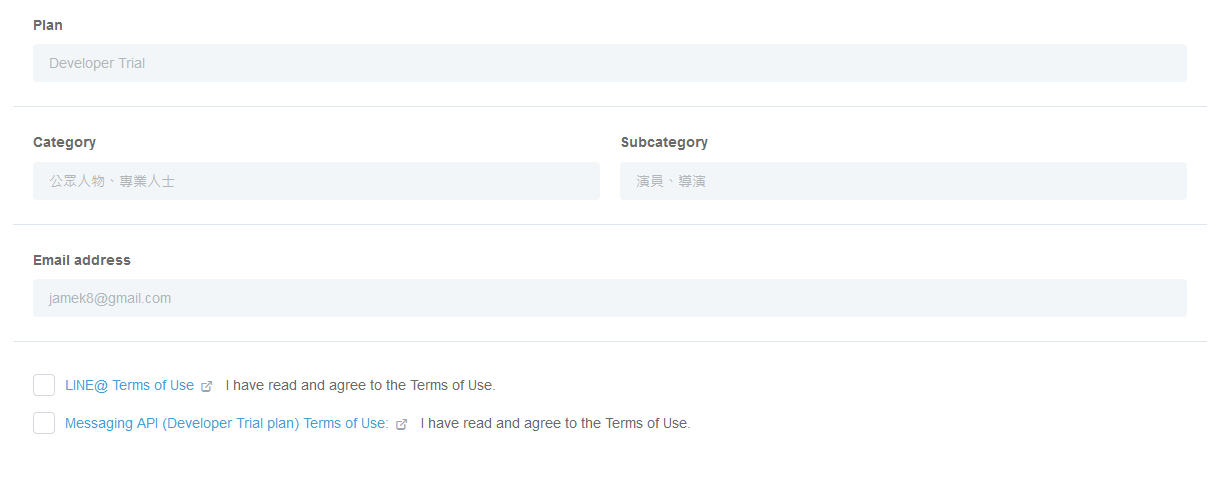 Plan
Developer Trial
Category
Subcategory
公眾人物、專業人士
演員、導演
Email address
jamek8@gmail.com
LINE@ Terms of Use I have read and agree to the Terms of Use.
Messaging API (Developer Trial plan) Terms of Use: I have read and agree to the Terms of Use.